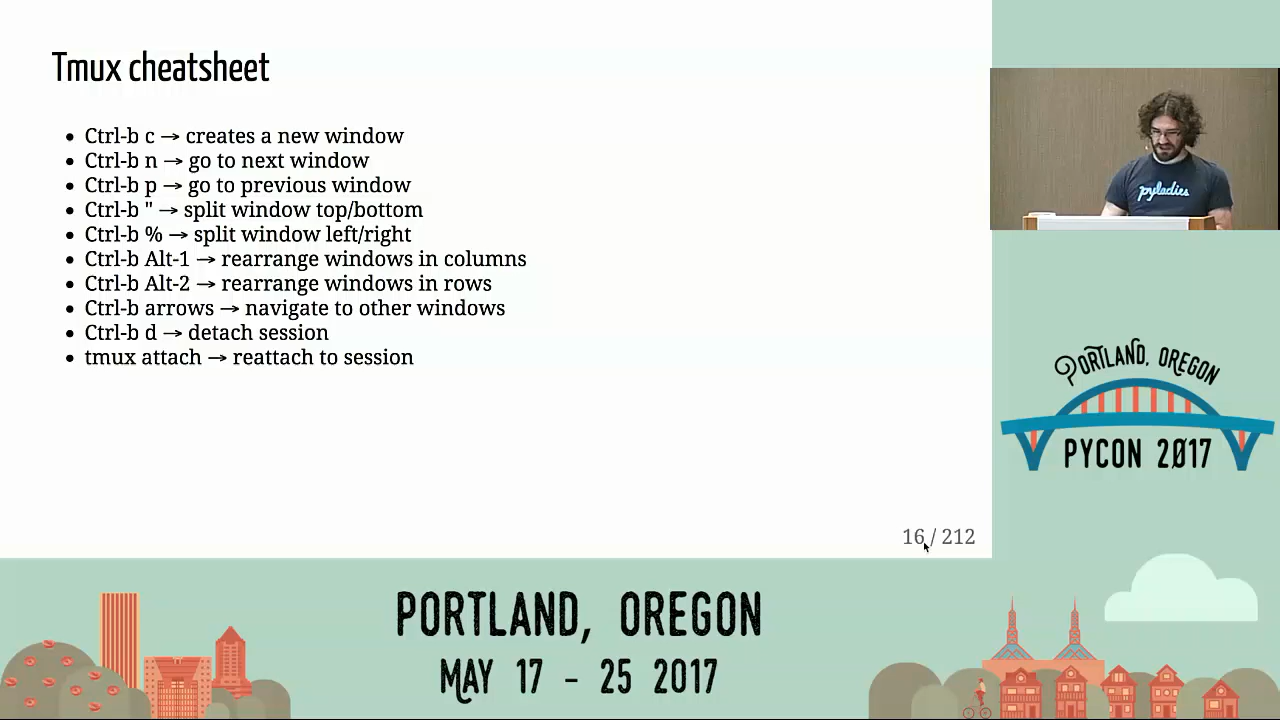 Tmux cheatsheet
• Ctrl-b c → creates a new window
• Ctrl-b n → go to next window
• Ctrl-b p → go to previous window
• Ctrl-b " → split window top/bottom
• Ctrl-b % → split window left/right
• Ctrl-b Alt-1 → rearrange windows in columns
• Ctrl-b Alt-2 → rearrange windows in rows
• Ctrl-b arrows → navigate to other windows
• Ctrl-b d → detach session
• tmux attach → reattach to session
16 / 212
pyladies
PORTLAND, OREGON
PYCON 2017
PORTLAND, OREGON
MAY 17 - 25 2017